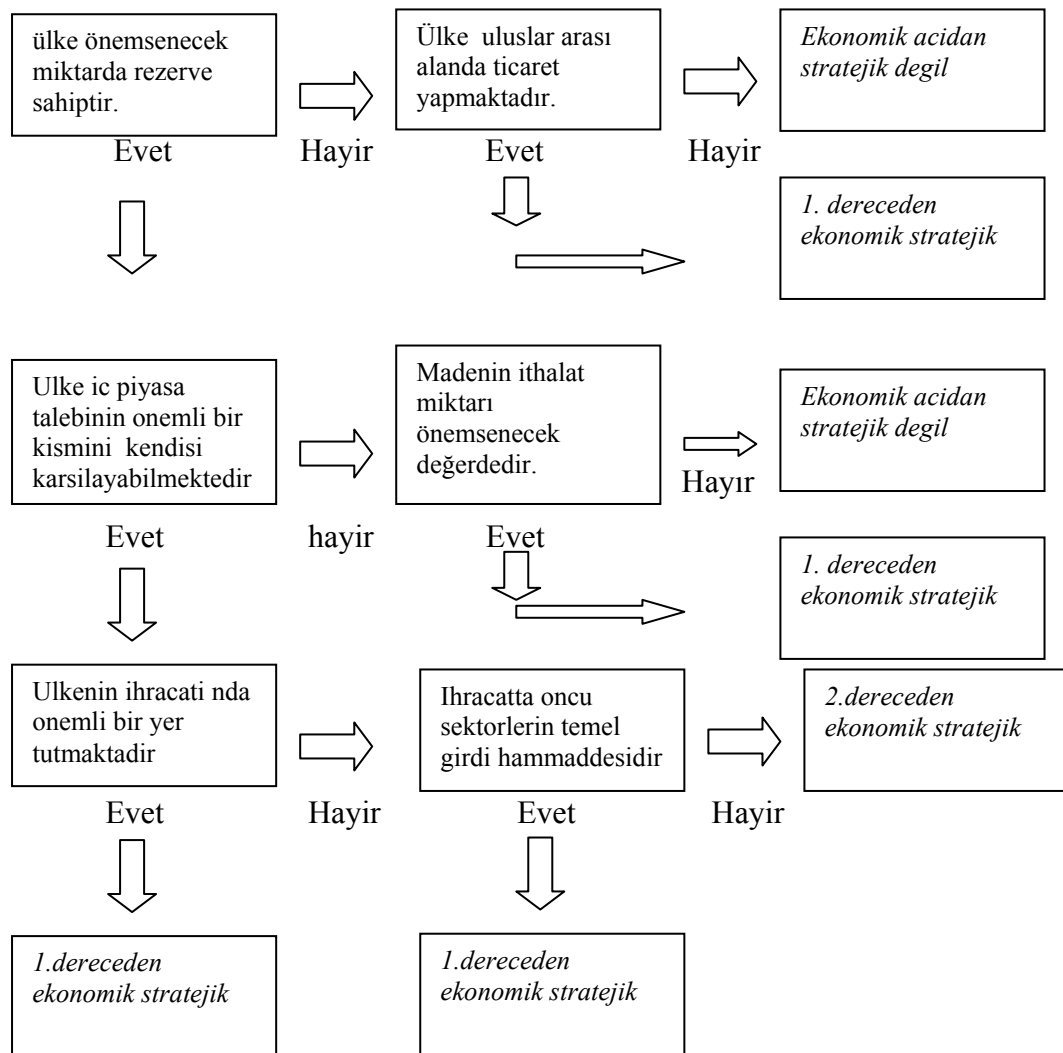 ülke önemsenecek
miktarda rezerve
sahiptir.
Ülke uluslar arası
alanda ticaret
yapmaktadır.
Ekonomik acidan
stratejik degil
Evet
Hayir
Evet
Hayir
1. dereceden
ekonomik stratejik
Ulke ic piyasa
talebinin onemli bir
kismini kendisi
karsilayabilmektedir
Madenin ithalat
miktarı
önemsenecek
değerdedir.
Ekonomik acidan
stratejik degil
Hayır
Evet
hayir
Evet
1. dereceden
ekonomik stratejik
Ulkenin ihracati nda
onemli bir yer
tutmaktadir
Ihracatta oncu
sektorlerin temel
girdi hammaddesidir
2.dereceden
ekonomik stratejik
Evet
Hayir
Evet
Hayir
1.dereceden
ekonomik stratejik
1.dereceden
ekonomik stratejik